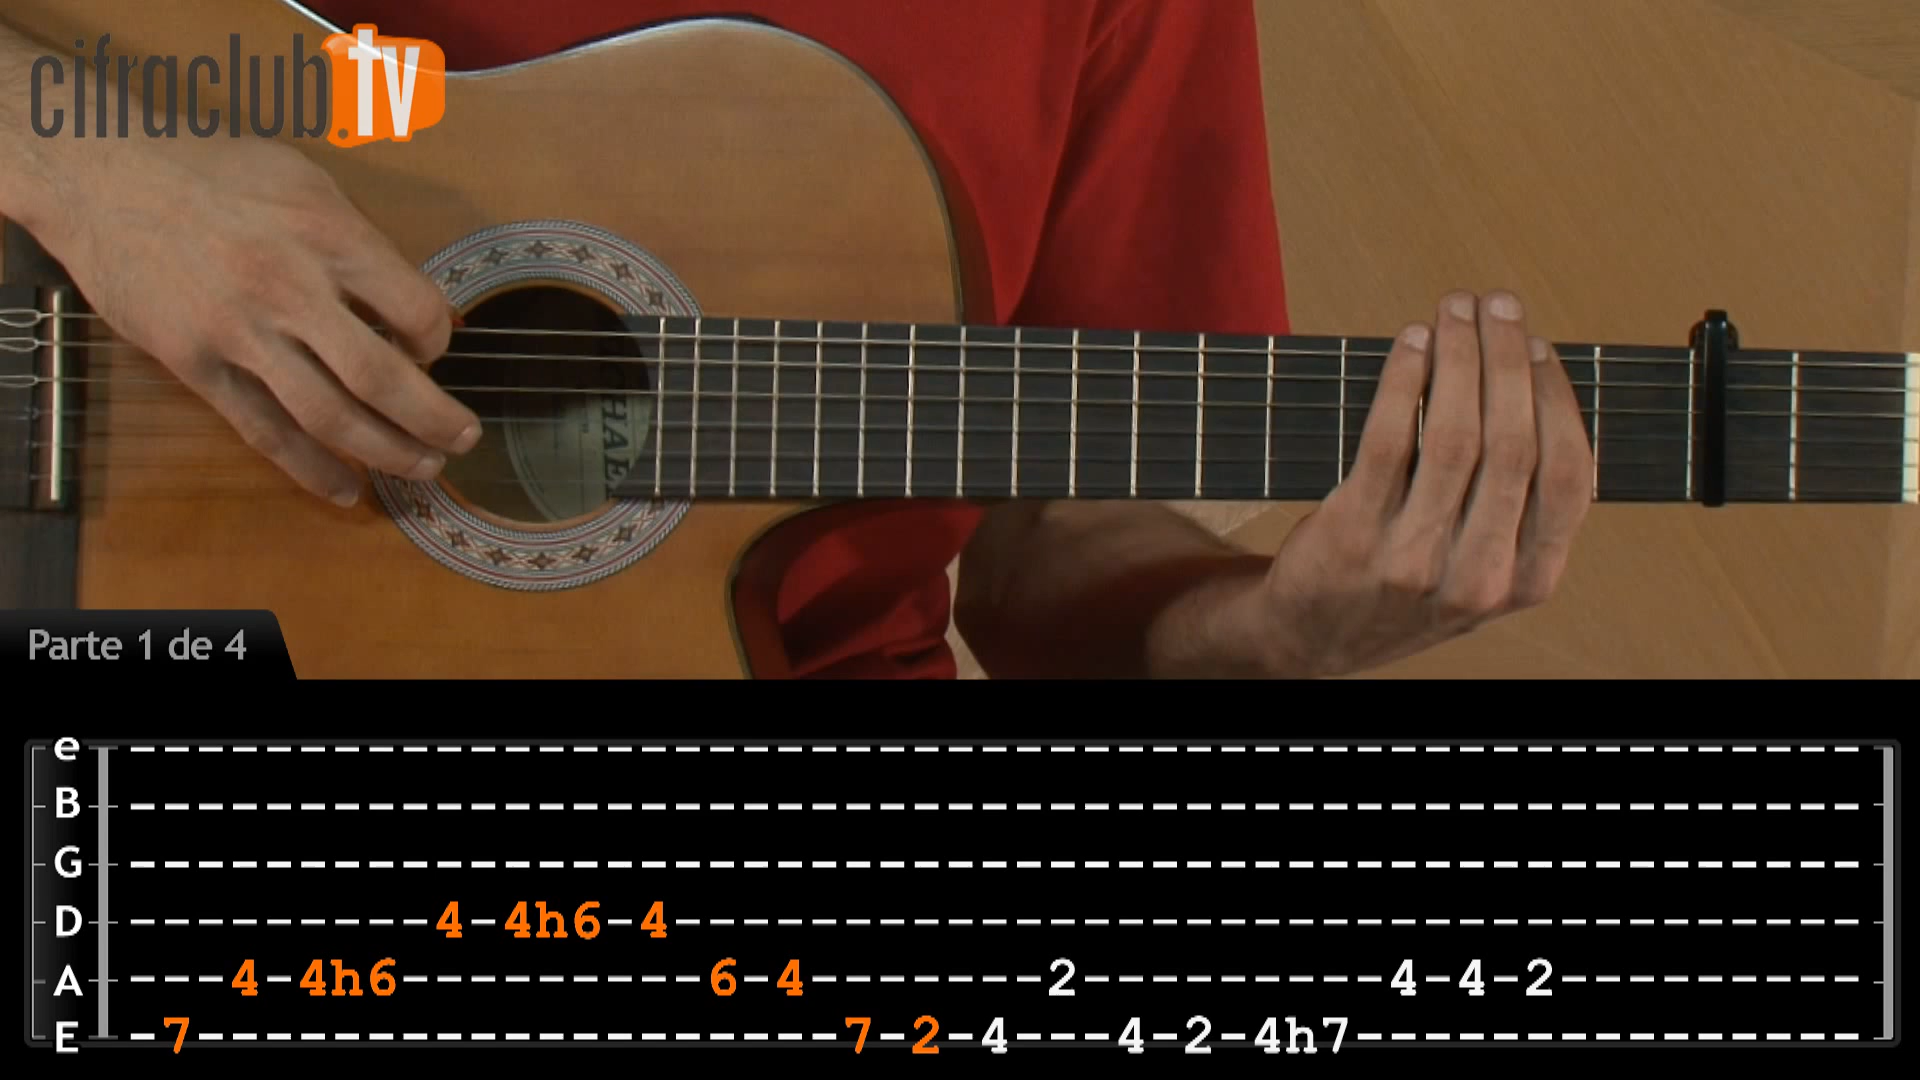 cifraclub.tv
Parte 1 de 4
e-----------------------------------------------------
B-----------------------------------------------------
G-----------------------------------------------------
D---------4-4h6-4-------------------------------------
A---4-4h6---------6-4-------2---------4-4-2---------
E-7-------------------7-2-4---4-2-4h7----------------